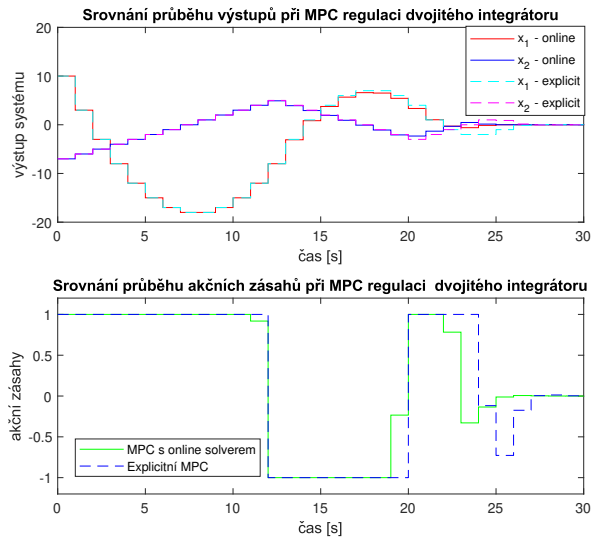 Srovnání průběhu výstupů při MPC regulaci dvojitého integrátoru
20
10
0
-10
-20
výstup systému
x1 - online
x2 - online
x1 - explicit
x2 - explicit
0 5 10 15 20 25 30
čas [s]
Srovnání průběhu akčních zásahů při MPC regulaci dvojitého integrátoru
1
0.5
0
-0.5
-1
akční zásahy
MPC s online solverem
Explicitní MPC
0 5 10 15 20 25 30
čas [s]